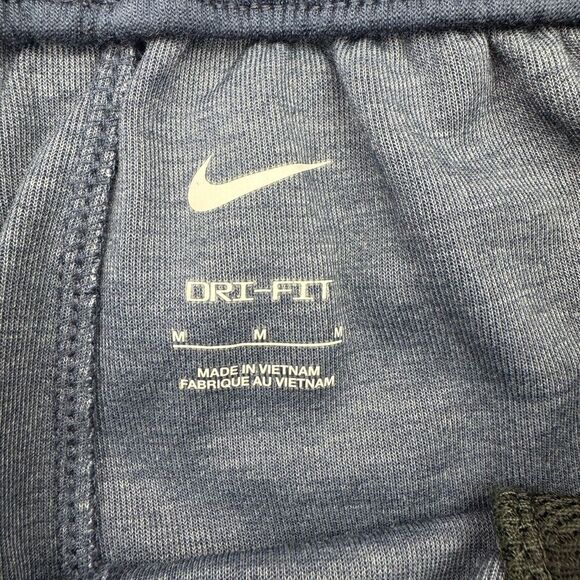 DRI-FIT
M M M
MADE IN VIETNAM
FABRIQUE AU VIETNAM